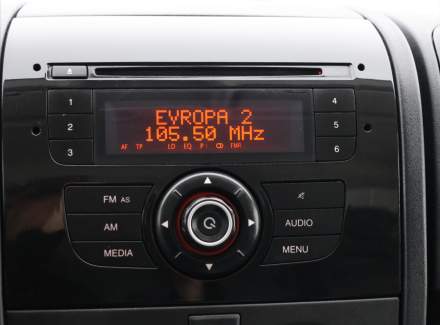 1
2
3
EVROPA 2
105.50 MHz
AF TP LO EQ CD FMA
4
5
6
FM AS
AM
MEDIA
AUDIO
MENU